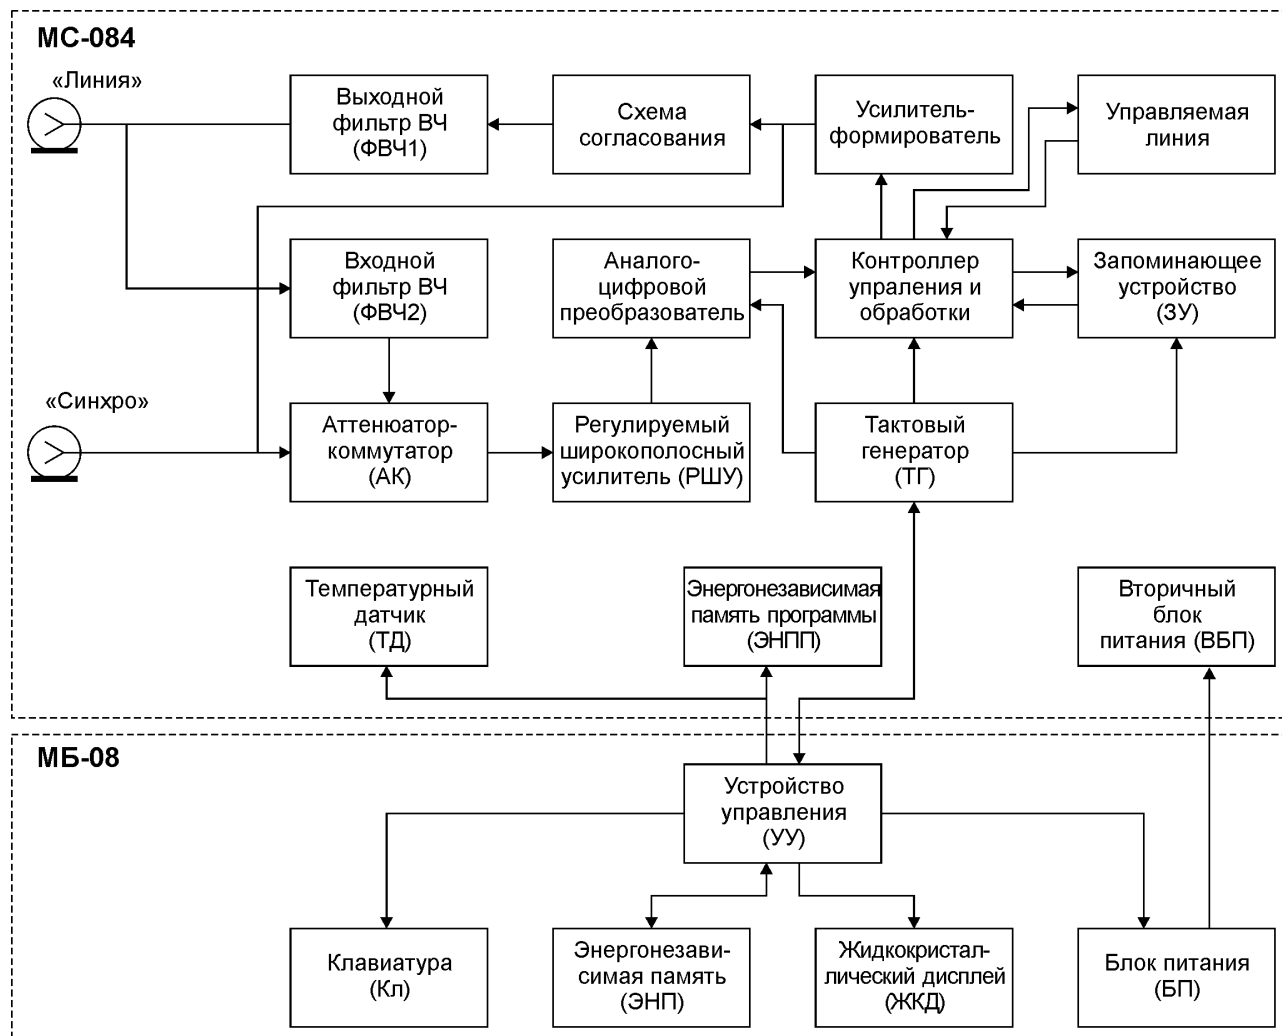 МС-084
«Линия»
Выходной
фильтр ВЧ
(ФВЧ1)
Схема
согласования
Усилитель-
формирователь
Управляемая
линия
Входной
фильтр ВЧ
(ФВЧ2)
Аналого-
цифровой
преобразователь
Контроллер
упраления и
обработки
Запоминающее
устройство
(ЗУ)
«Синхро»
Аттенюатор-
коммутатор
(АК)
Регулируемый
широкополосный
усилитель (РШУ)
Тактовый
генератор
(ТГ)
Температурный
датчик
(ТД)
Энергонезависимая
память программы
(ЭНПП)
Вторичный
блок
питания (ВБП)
МБ-08
Устройство
управления
(УУ)
Клавиатура
(Кл)
Энергонезави-
симая память
(ЭНП)
Жидкокристал-
лический дисплей
(ЖКД)
Блок питания
(БП)